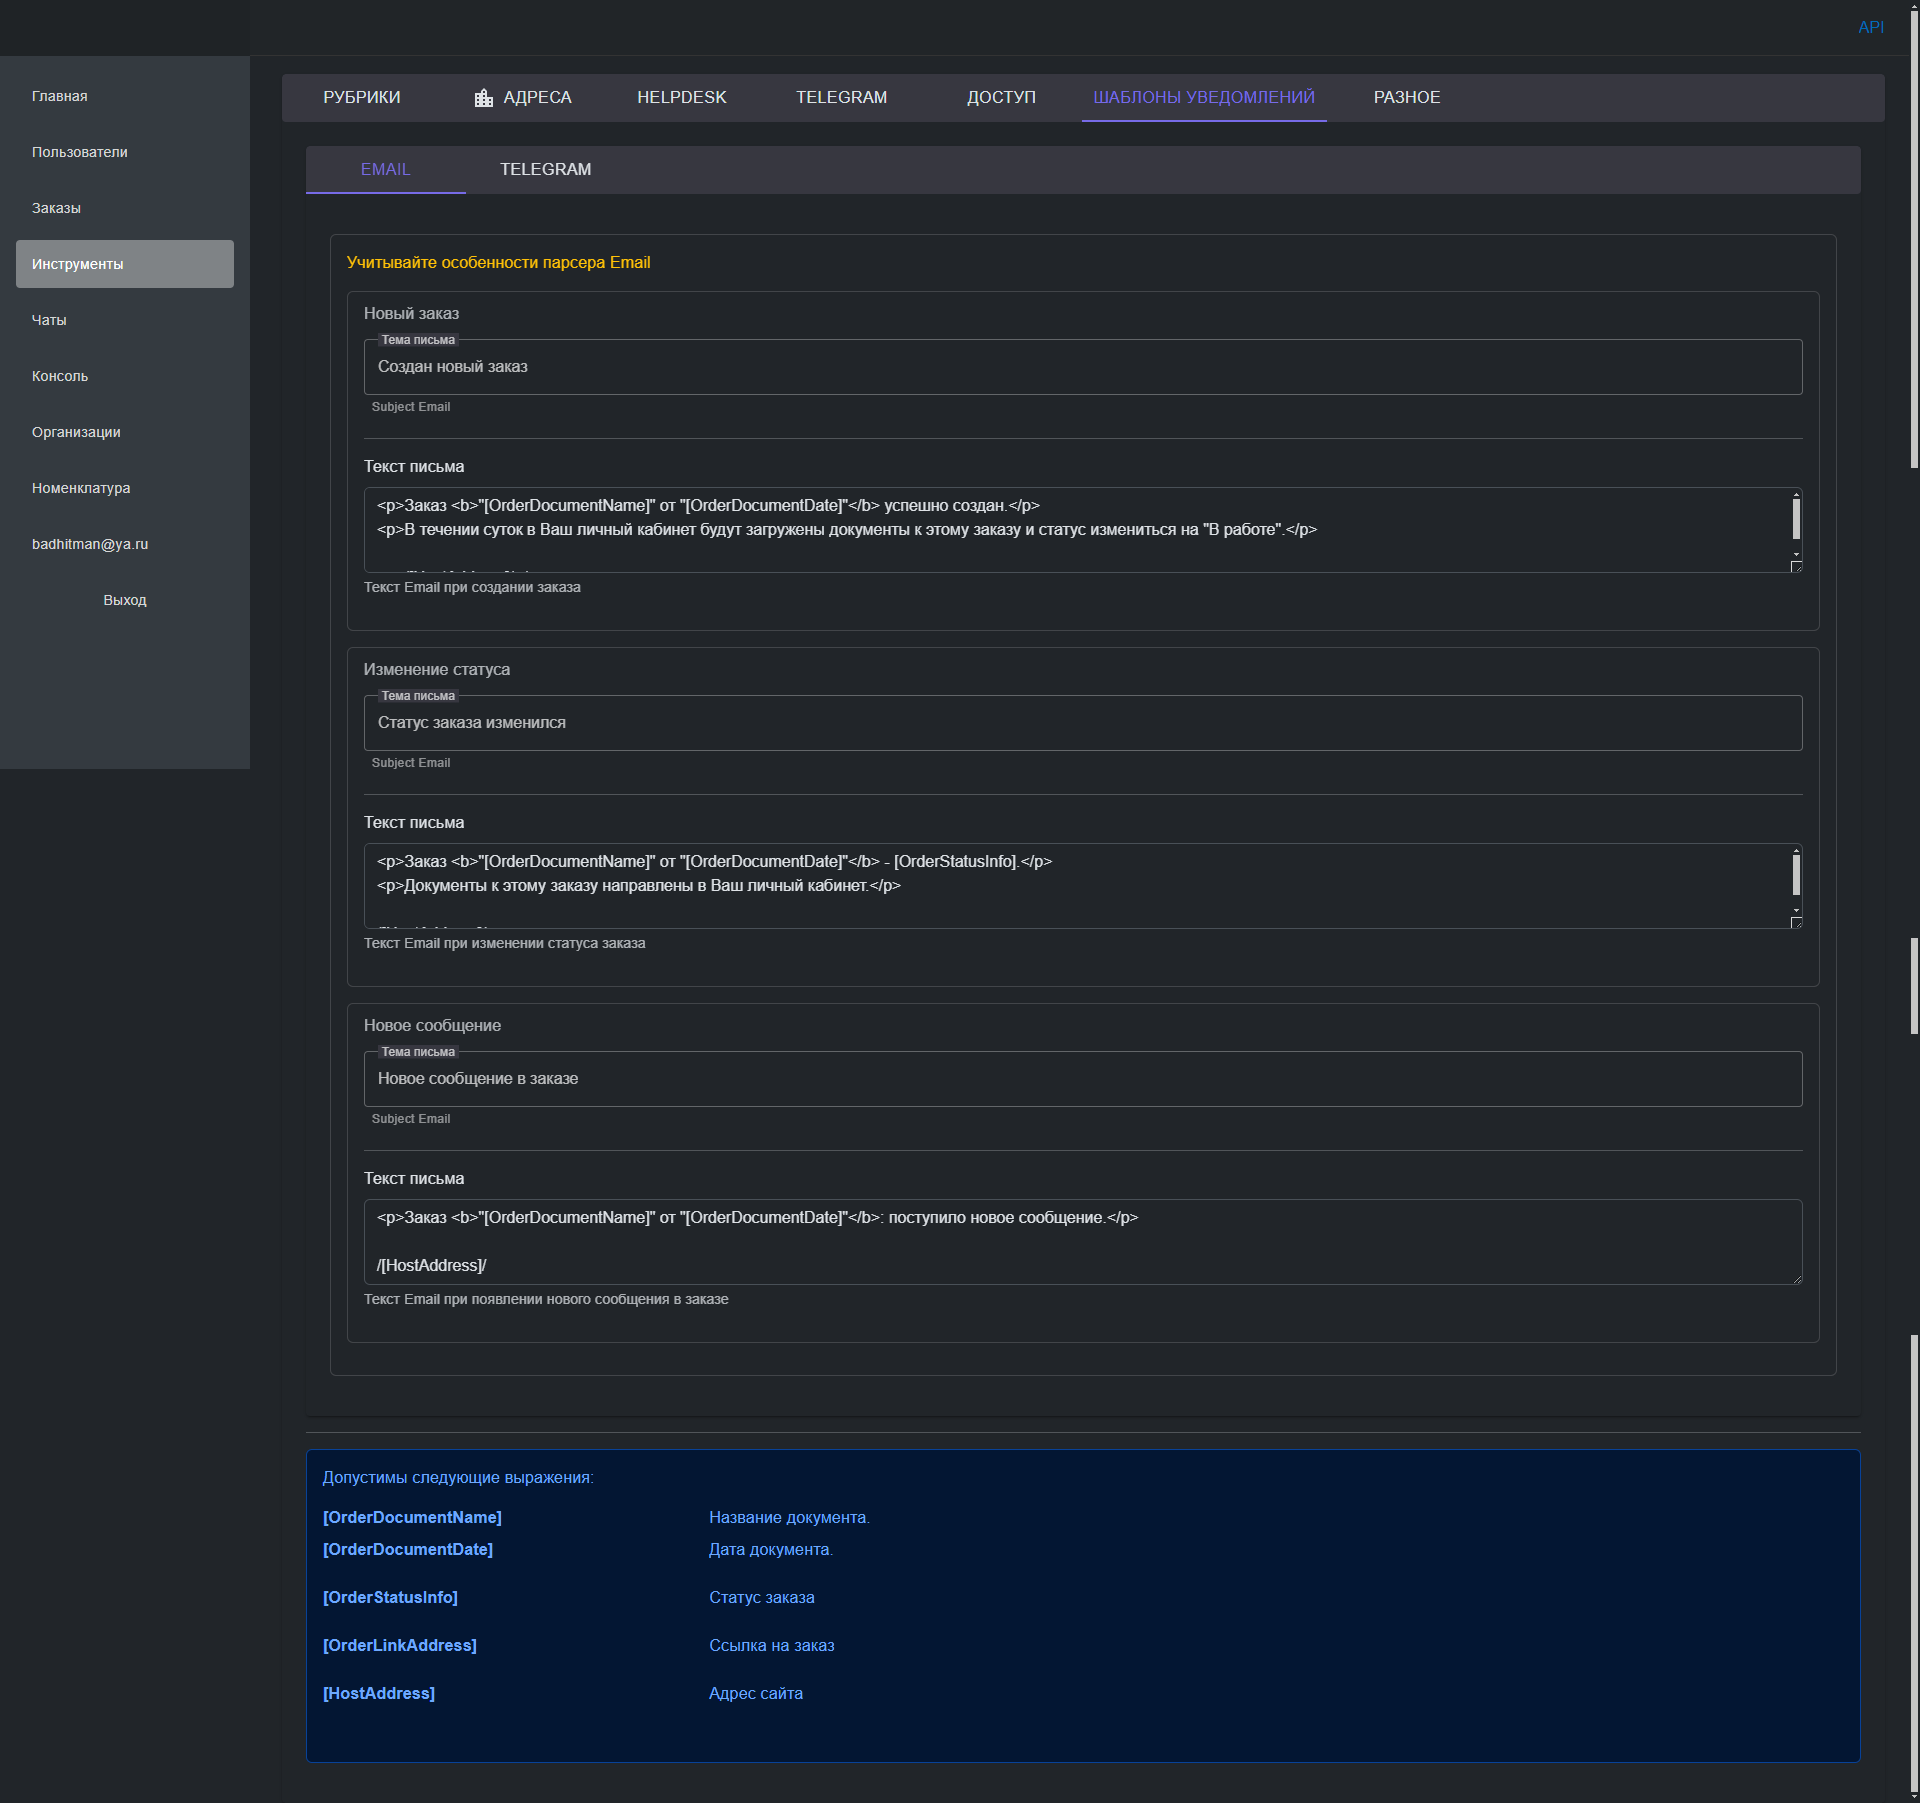 API
Главная
Пользователи
Заказы
Инструменты
Чаты
Консоль
Организации
Номенклатура
badhitman@ya.ru
Выход
РУБРИКИ АДРЕСА HELPDESK TELEGRAM ДОСТУП ШАБЛОНЫ УВЕДОМЛЕНИЙ РАЗНОЕ
EMAIL TELEGRAM
Учитывайте особенности парсера Email
Новый заказ
Тема письма
Создан новый заказ
Subject Email
Текст письма
<p>Заказ <b>"[OrderDocumentName]" от "[OrderDocumentDate]"</b> успешно создан.</p>
<p>В течении суток в Ваш личный кабинет будут загружены документы к этому заказу и статус измениться на "В работе".</p>
Текст Email при создании заказа
Изменение статуса
Тема письма
Статус заказа изменился
Subject Email
Текст письма
<p>Заказ <b>"[OrderDocumentName]" от "[OrderDocumentDate]"</b> - [OrderStatusInfo].</p>
<p>Документы к этому заказу направлены в Ваш личный кабинет.</p>
Текст Email при изменении статуса заказа
Новое сообщение
Тема письма
Новое сообщение в заказе
Subject Email
Текст письма
<p>Заказ <b>"[OrderDocumentName]" от "[OrderDocumentDate]"</b>: поступило новое сообщение.</p>
/[HostAddress]/
Текст Email при появлении нового сообщения в заказе
Допустимы следующие выражения:
[OrderDocumentName] Название документа.
[OrderDocumentDate] Дата документа.
[OrderStatusInfo] Статус заказа
[OrderLinkAddress] Ссылка на заказ
[HostAddress] Адрес сайта